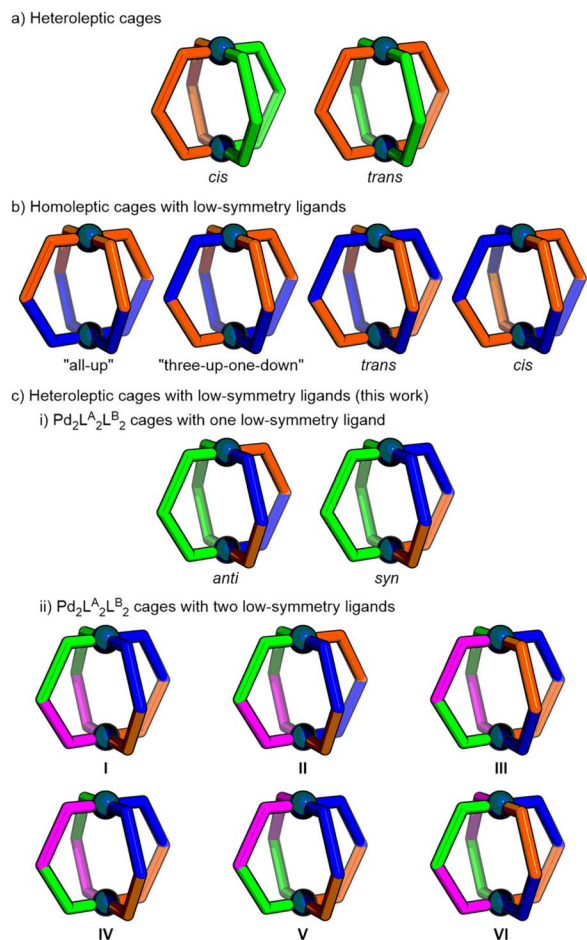 a) Heteroleptic cages
cis trans
b) Homoleptic cages with low-symmetry ligands
"all-up" "three-up-one-down" trans cis
c) Heteroleptic cages with low-symmetry ligands (this work)
i) Pd₂Lᴬ₂Lᴮ₂ cages with one low-symmetry ligand
anti syn
ii) Pd₂Lᴬ₂Lᴮ₂ cages with two low-symmetry ligands
I II III
IV V VI